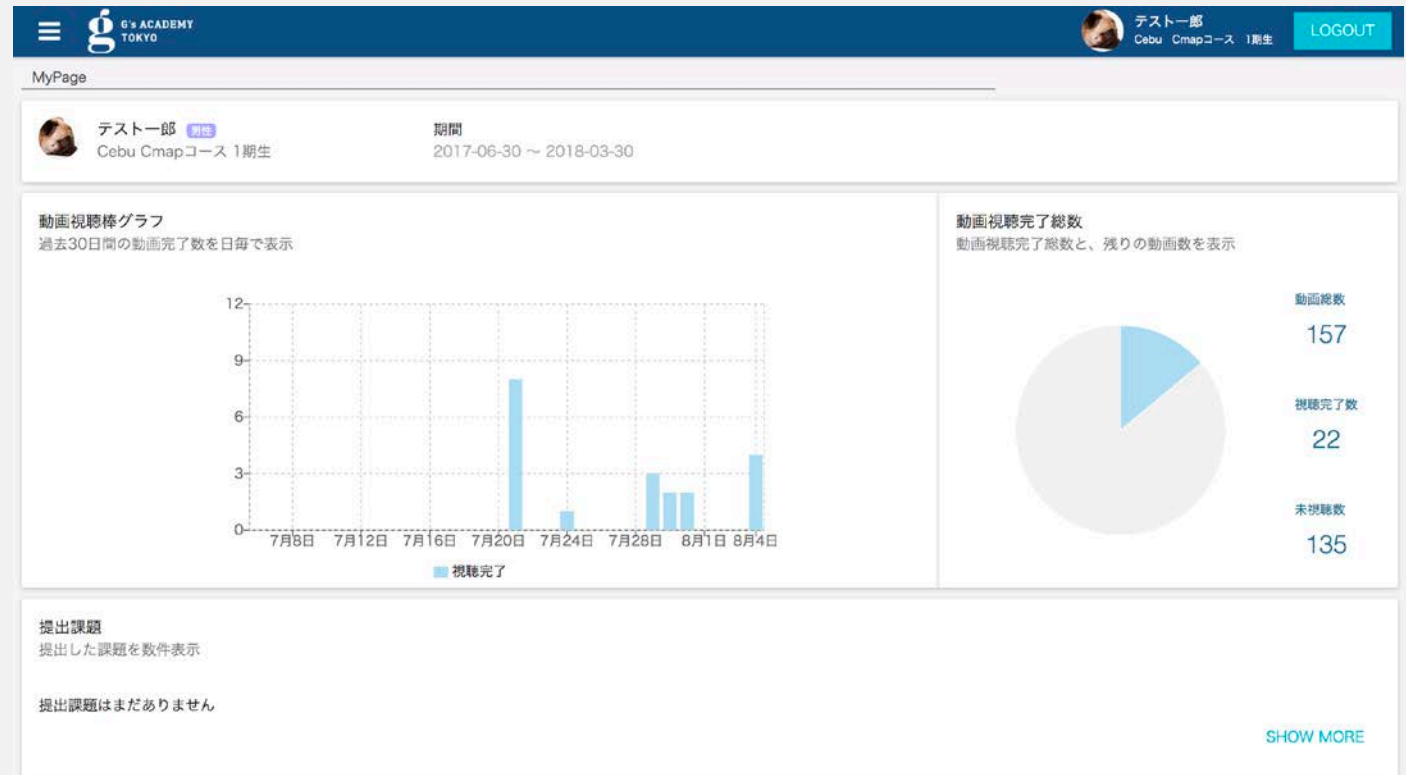 G's ACADEMY
TOKYO
テスト一郎
Cebu Cmapコース 1期生
LOGOUT
MyPage
テスト一郎 男性
Cebu Cmapコース 1期生
期間
2017-06-30 ～ 2018-03-30
動画視聴棒グラフ
過去30日間の動画完了数を日毎で表示
12
9
6
3
0
7月8日 7月12日 7月16日 7月20日 7月24日 7月28日 8月1日 8月4日
視聴完了
動画視聴完了総数
動画視聴完了総数と、残りの動画数を表示
動画総数
157
視聴完了数
22
未視聴数
135
提出課題
提出した課題を数件表示
提出課題はまだありません
SHOW MORE